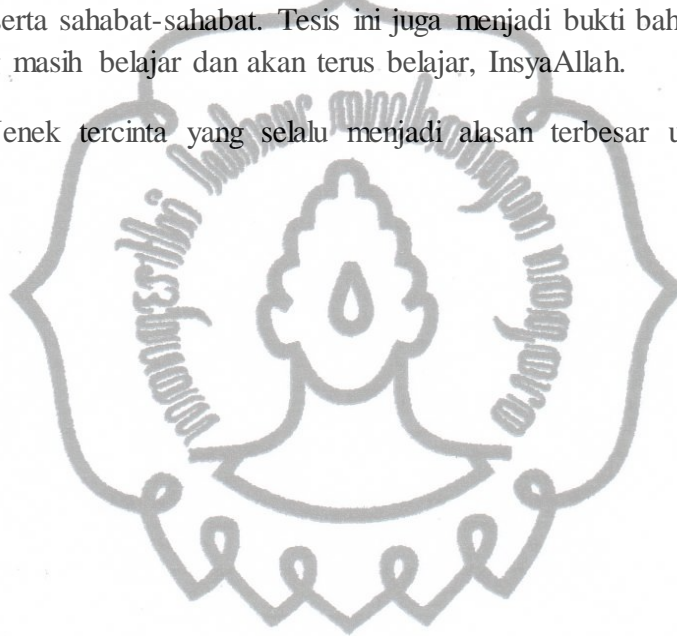 erta sahabat-sahabat. Tesis ini juga menjadi bukti bah
masih belajar dan akan terus belajar, InsyaAllah.
enek tercinta yang selalu menjadi alasan terbesar u